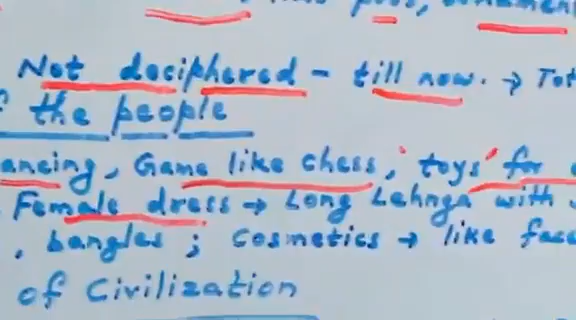 Not deciphered - till now. → Tot
the people
ancing, Game like chess, 'toys' for
Female dress → Long Lehnga with
, bangles ; Cosmetics → like face
of Civilization